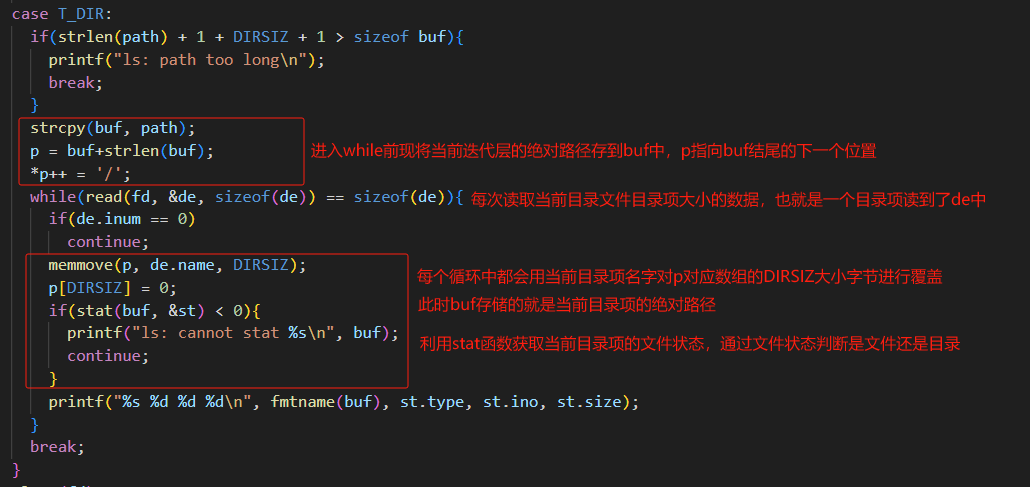 case T_DIR:
if(strlen(path) + 1 + DIRSIZ + 1 > sizeof buf){
printf("ls: path too long\n");
break;
}
strcpy(buf, path);
p = buf+strlen(buf); 进入while前现将当前迭代层的绝对路径存到buf中，p指向buf结尾的下一个位置
*p++ = '/';
while(read(fd, &de, sizeof(de)) == sizeof(de)){ 每次读取当前目录文件目录项大小的数据，也就是一个目录项读到了de中
if(de.inum == 0)
continue;
memmove(p, de.name, DIRSIZ); 每个循环中都会用当前目录项名字对p对应数组的DIRSIZ大小字节进行覆盖
p[DIRSIZ] = 0;
此时buf存储的就是当前目录项的绝对路径
if(stat(buf, &st) < 0){
printf("ls: cannot stat %s\n", buf); 利用stat函数获取当前目录项的文件状态，通过文件状态判断是文件还是目录
continue;
}
printf("%s %d %d %d\n", fmtname(buf), st.type, st.ino, st.size);
}
break;
}